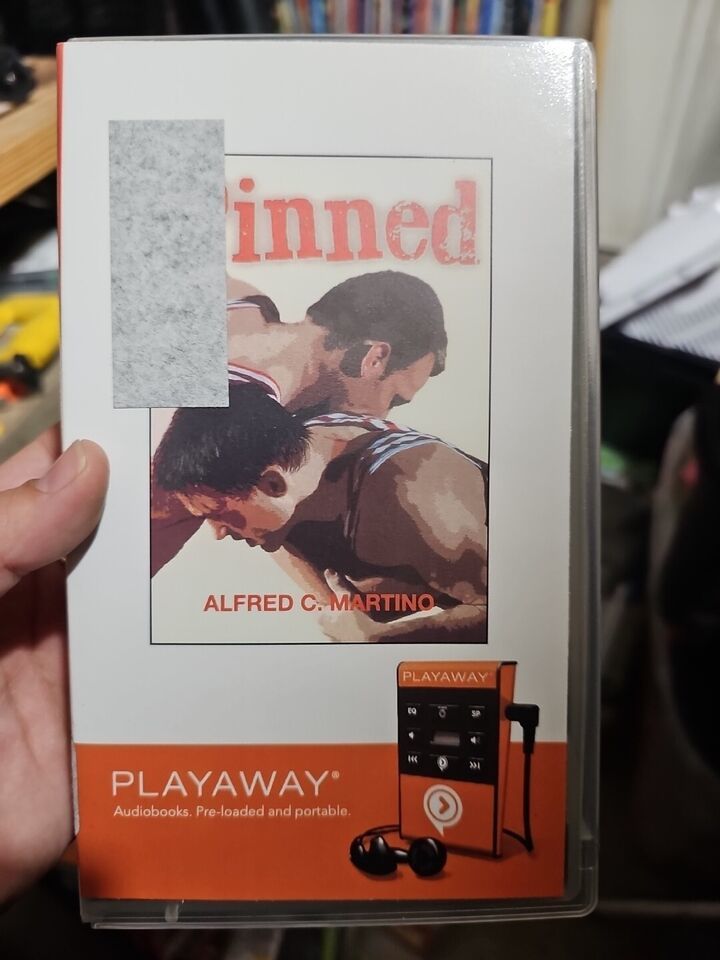 inned
ALFRED C. MARTINO
PLAYAWAY
EQ
SP
PLAYAWAY®
Audiobooks. Pre-loaded and portable.